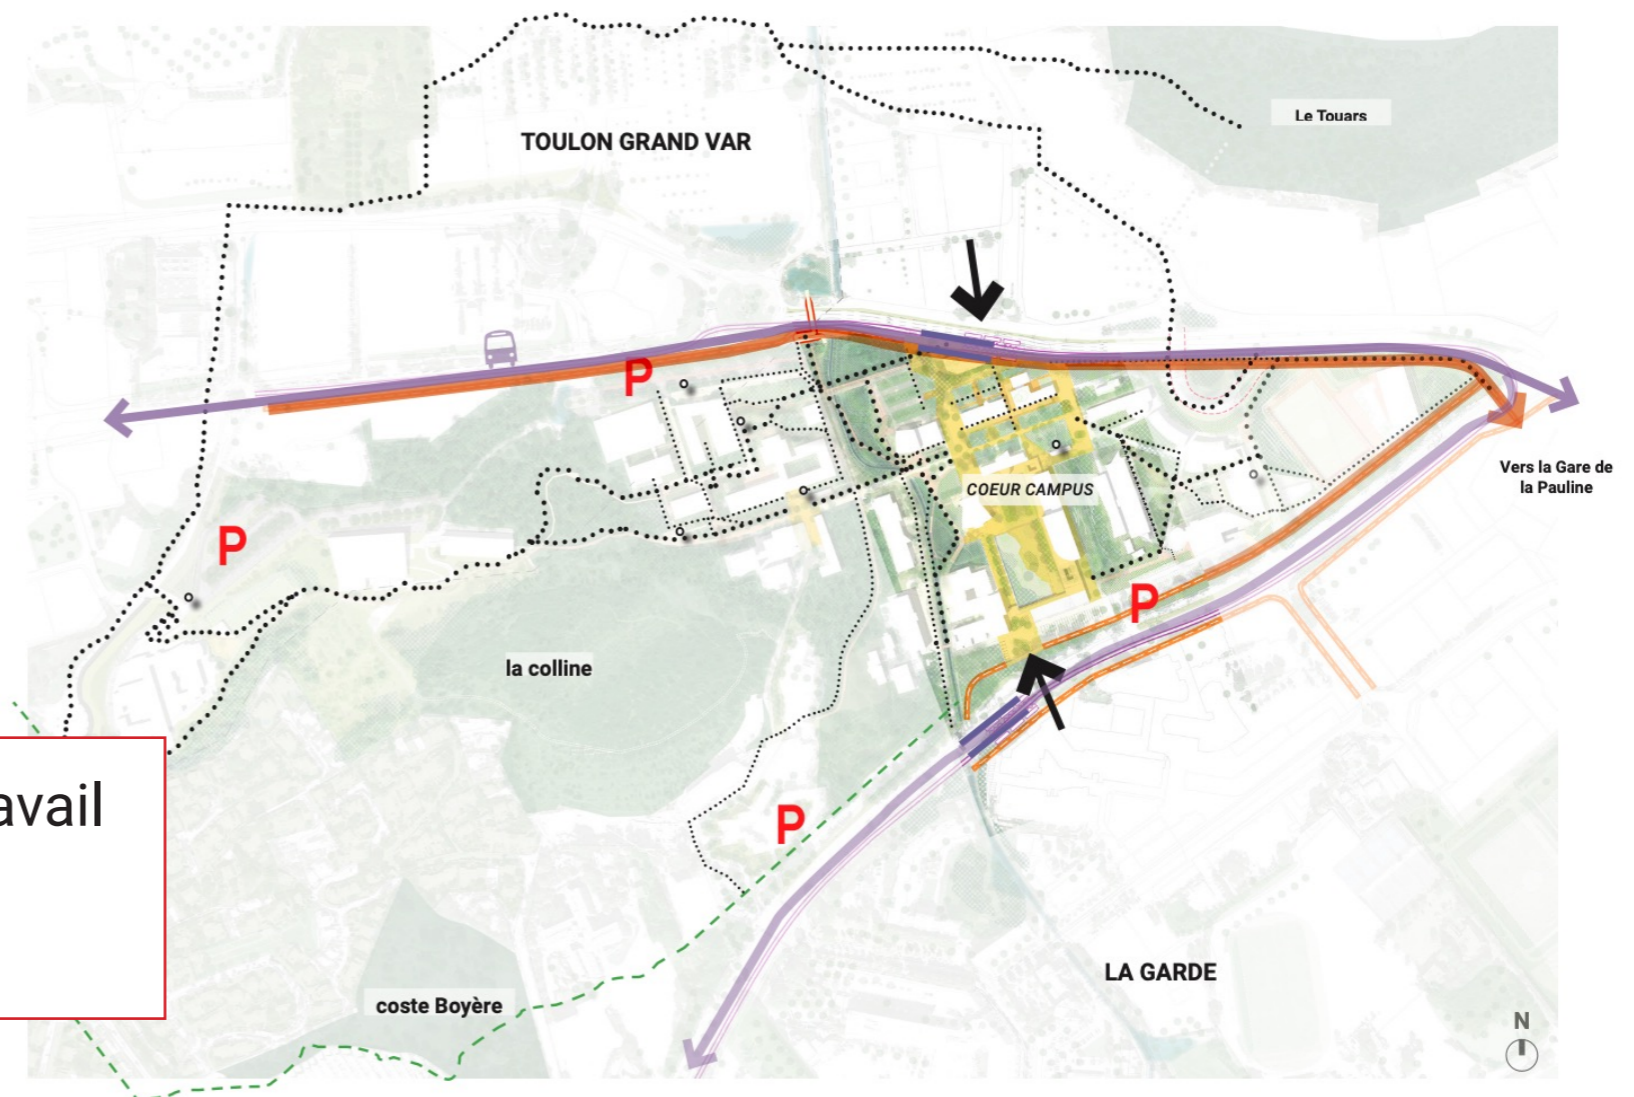 Le Touars
TOULON GRAND VAR
P
P
COEUR CAMPUS
Vers la Gare de
la Pauline
P
P
la colline
avail
P
LA GARDE
coste Boyère
N